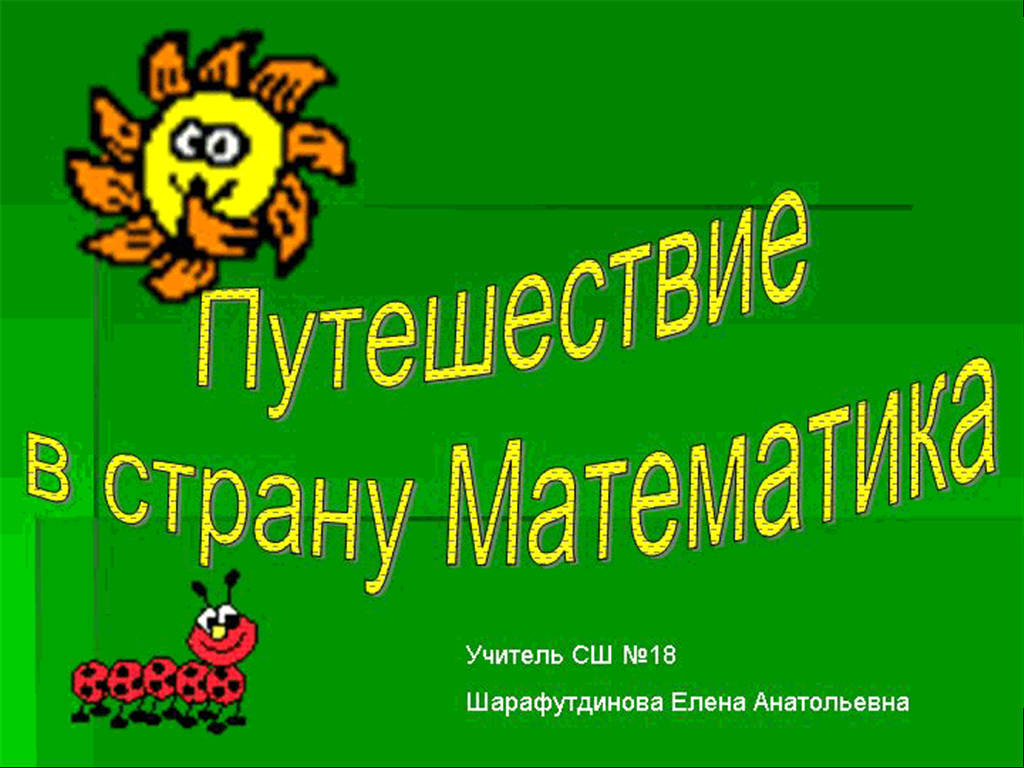 Путешествие
в страну Математика
Учитель СШ №18
Шарафутдинова Елена Анатольевна